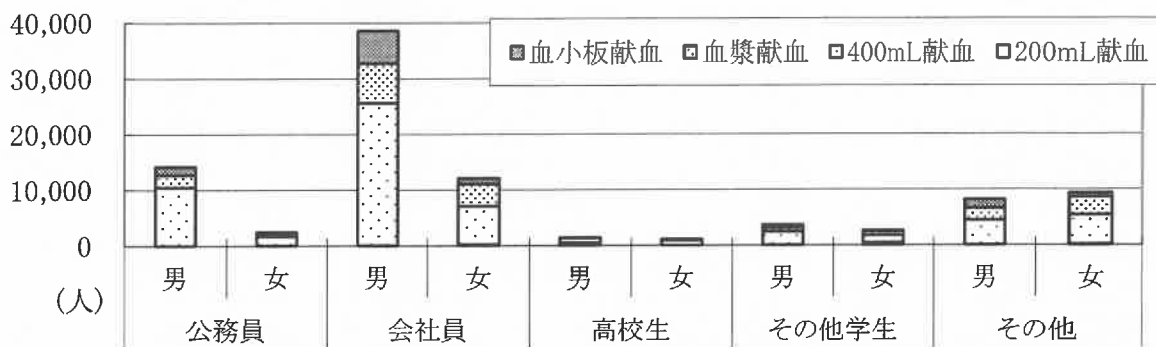 40,000
血小板献血 血漿献血 400mL献血 200mL献血
30,000
20,000
10,000
0
男 女 男 女 男 女 男 女 男 女
(人)
公務員 会社員 高校生 その他学生 その他